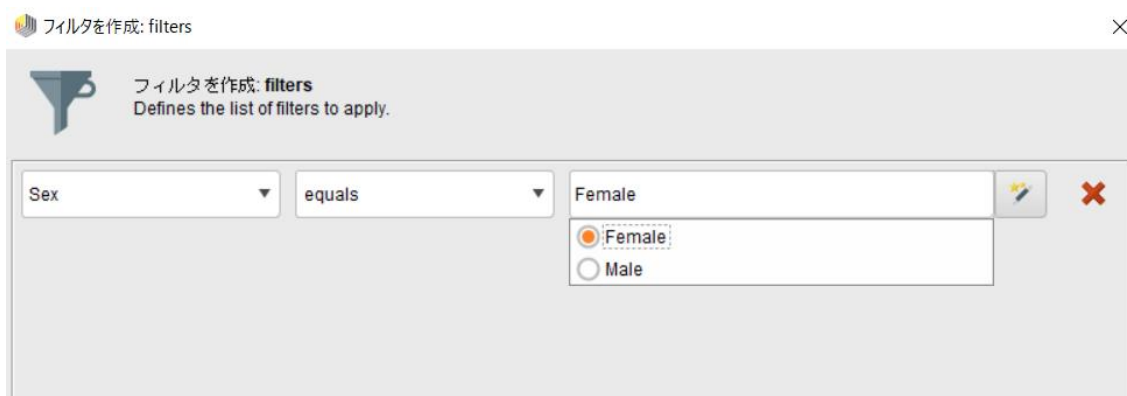 フィルタを作成: filters
フィルタを作成: filters
Defines the list of filters to apply.
Sex equals Female
Female
Male